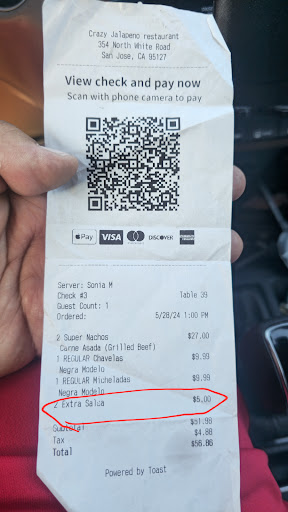 Crazy Jalapeno restaurant
354 North White Road
San Jose, CA 95127
View check and pay now
Scan with phone camera to pay
Pay VISA DISCOVER AMERICAN EXPRESS
Server: Sonia M
Check #3 Table 39
Guest Count: 1
Ordered: 5/28/24 1:00 PM
2 Super Nachos $27.00
Carne Asada (Grilled Beef)
1 REGULAR Chavelas $9.99
Negra Modelo
1 REGULAR Micheladas $9.99
Negra Modelo
2 Extra Salsa $5.00
Subtotal $51.98
Tax $4.88
Total $56.86
Powered by Toast